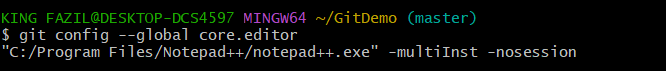 KING FAZIL@DESKTOP-DCS4597 MINGW64 ~/GitDemo (master)
$ git config --global core.editor
"C:/Program Files/Notepad++/notepad++.exe" -multiInst -nosession